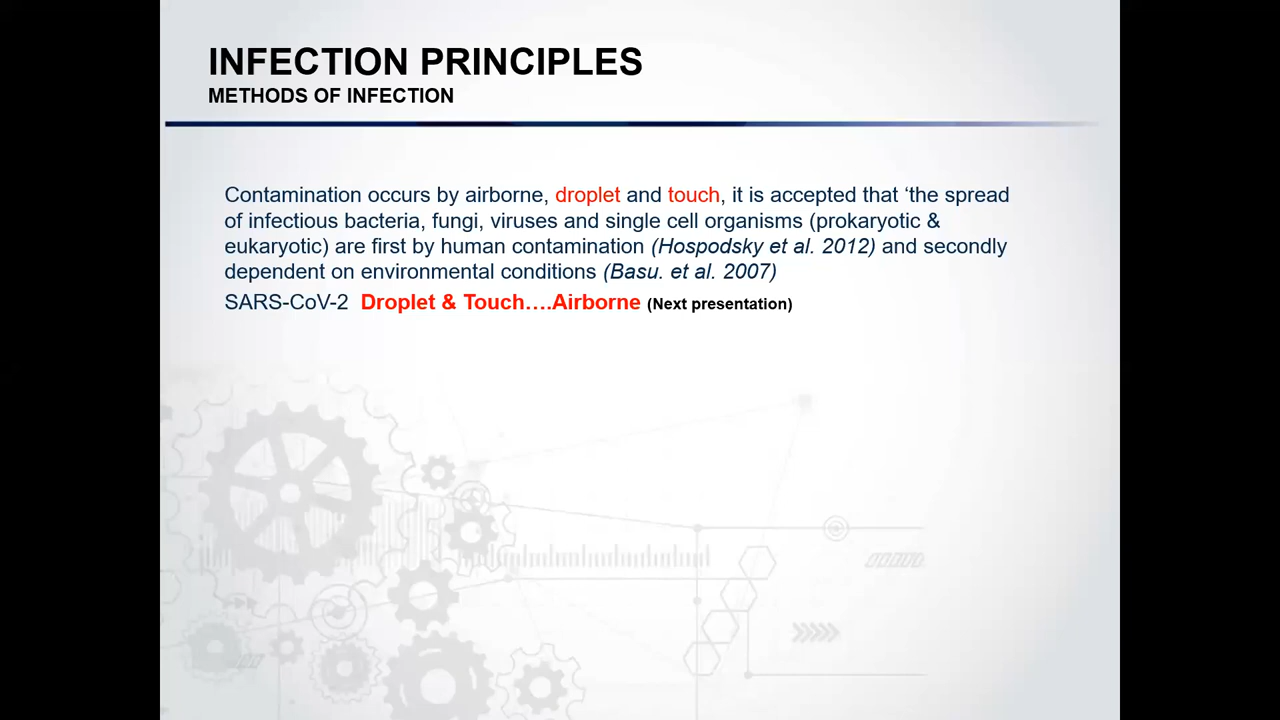 INFECTION PRINCIPLES
METHODS OF INFECTION
Contamination occurs by airborne, droplet and touch, it is accepted that ‘the spread
of infectious bacteria, fungi, viruses and single cell organisms (prokaryotic &
eukaryotic) are first by human contamination (Hospodsky et al. 2012) and secondly
dependent on environmental conditions (Basu. et al. 2007)
SARS-CoV-2 Droplet & Touch….Airborne (Next presentation)